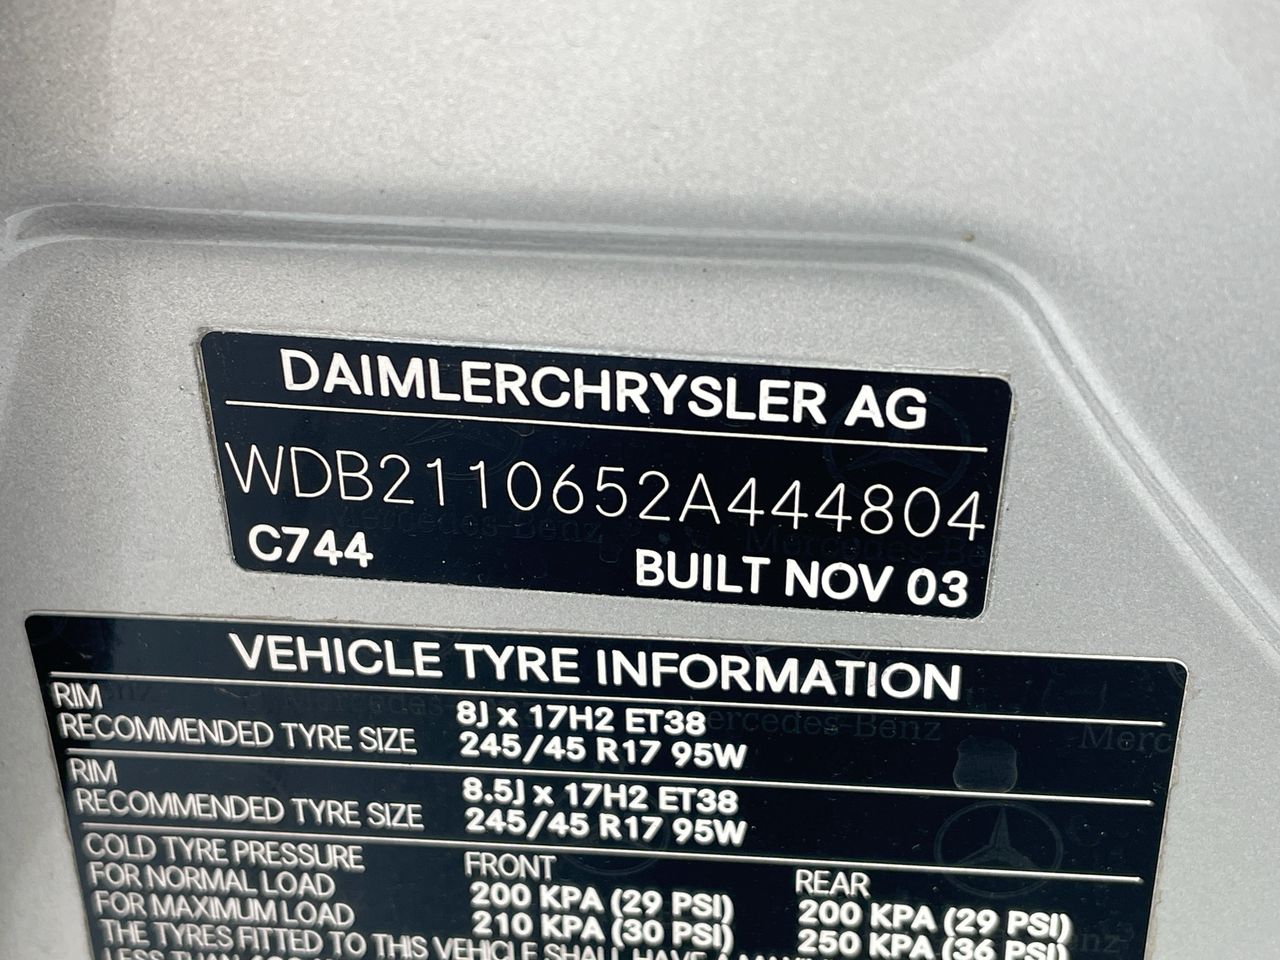 DAIMLERCHRYSLER AG
WDB2110652A444804
C744 BUILT NOV 03
VEHICLE TYRE INFORMATION
RIM 8J x 17H2 ET38
RECOMMENDED TYRE SIZE 245/45 R17 95W
RIM 8.5J x 17H2 ET38
RECOMMENDED TYRE SIZE 245/45 R17 95W
COLD TYRE PRESSURE FRONT REAR
FOR NORMAL LOAD 200 KPA (29 PSI) 200 KPA (29 PSI)
FOR MAXIMUM LOAD 210 KPA (30 PSI) 250 KPA (36 PSI)
THE TYRES FITTED TO THIS VEHICLE SHALL HAVE A
LESS THAN